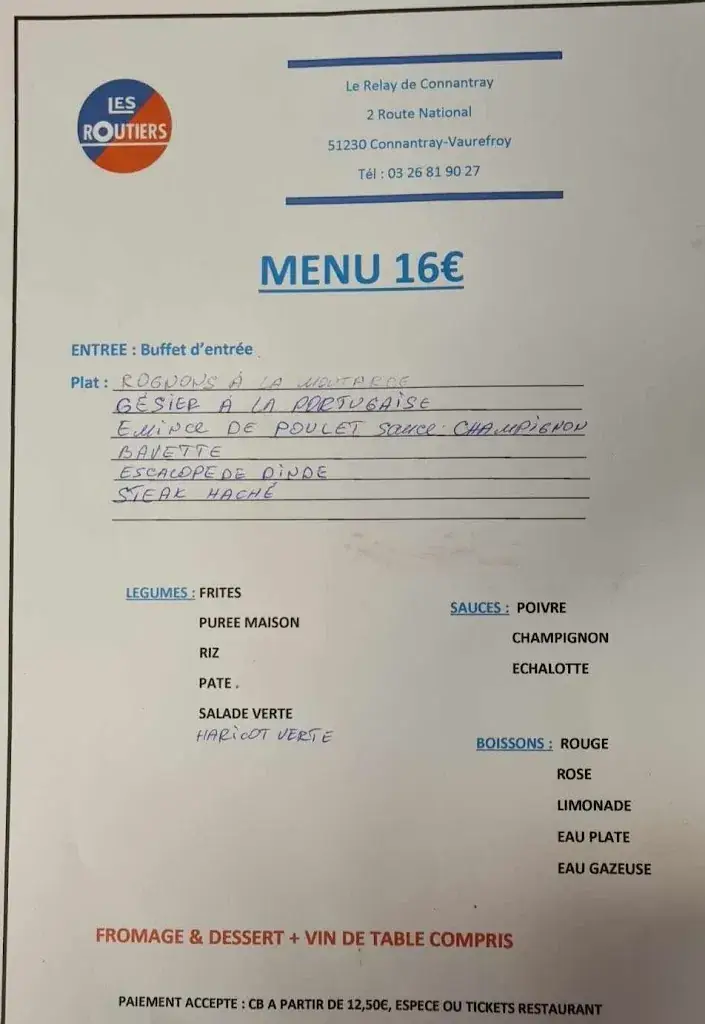 LES
ROUTIERS
Le Relay de Connantray
2 Route National
51230 Connantray-Vaurefroy
Tél : 03 26 81 90 27
MENU 16€
ENTREE : Buffet d'entrée
Plat : ROGNONS À LA MOUTARDE
GÉSIER À LA PORTUGAISE
EMINCE DE POULET SAUCE CHAMPIGNON
BAVETTE
ESCALOPE DE DINDE
STEAK HACHÉ
LEGUMES : FRITES
PUREE MAISON
RIZ
PATE .
SALADE VERTE
HARICOT VERTE
SAUCES : POIVRE
CHAMPIGNON
ECHALOTTE
BOISSONS : ROUGE
ROSE
LIMONADE
EAU PLATE
EAU GAZEUSE
FROMAGE & DESSERT + VIN DE TABLE COMPRIS
PAIEMENT ACCEPTE : CB A PARTIR DE 12,50€, ESPECE OU TICKETS RESTAURANT